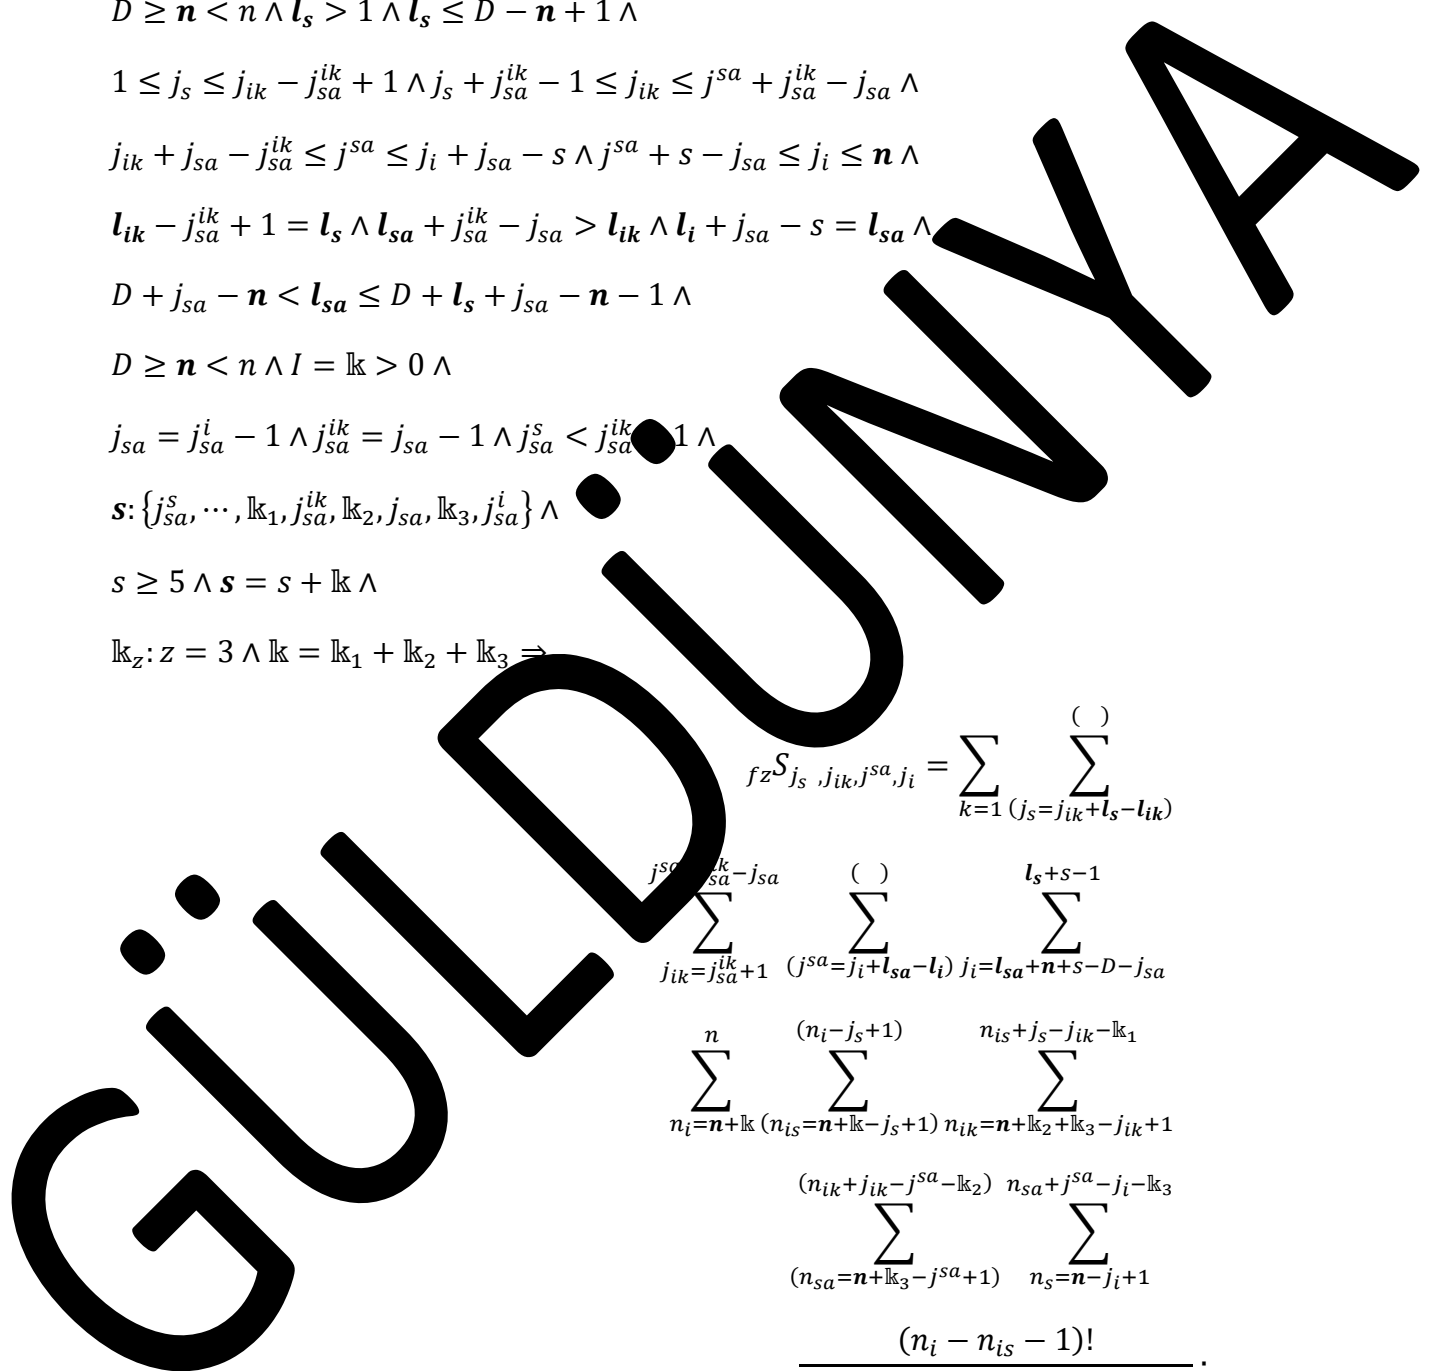 D ≥ n < n ∧ l_s > 1 ∧ l_s ≤ D − n + 1 ∧
1 ≤ j_s ≤ j_{ik} − j_{sa}^{ik} + 1 ∧ j_s + j_{sa}^{ik} − 1 ≤ j_{ik} ≤ j^{sa} + j_{sa}^{ik} − j_{sa} ∧
j_{ik} + j_{sa} − j_{sa}^{ik} ≤ j^{sa} ≤ j_i + j_{sa} − s ∧ j^{sa} + s − j_{sa} ≤ j_i ≤ n ∧
l_{ik} − j_{sa}^{ik} + 1 = l_s ∧ l_{sa} + j_{sa}^{ik} − j_{sa} > l_{ik} ∧ l_i + j_{sa} − s = l_{sa} ∧
D + j_{sa} − n < l_{sa} ≤ D + l_s + j_{sa} − n − 1 ∧
D ≥ n < n ∧ I = 𝕜 > 0 ∧
j_{sa} = j_{sa}^i − 1 ∧ j_{sa}^{ik} = j_{sa} − 1 ∧ j_{sa}^s < j_{sa}^{ik} 1 ∧
s: {j_{sa}^s, ⋯, 𝕜_1, j_{sa}^{ik}, 𝕜_2, j_{sa}, 𝕜_3, j_{sa}^i} ∧
s ≥ 5 ∧ s = s + 𝕜 ∧
𝕜_z: z = 3 ∧ 𝕜 = 𝕜_1 + 𝕜_2 + 𝕜_3 ⇒
_{fz}S_{j_s, j_{ik}, j^{sa}, j_i} = ∑_{k=1} ∑_{(j_s=j_{ik}+l_s−l_{ik})}^{( )}
∑_{j_{ik}=j_{sa}^{ik}+1}^{−j_{sa}} ∑_{(j^{sa}=j_i+l_{sa}−l_i)}^{( )} ∑_{j_i=l_{sa}+n+s−D−j_{sa}}^{l_s+s−1}
∑_{n_i=n+𝕜}^{n} ∑_{(n_{is}=n+𝕜−j_s+1)}^{(n_i−j_s+1)} ∑_{n_{ik}=n+𝕜_2+𝕜_3−j_{ik}+1}^{n_{is}+j_s−j_{ik}−𝕜_1}
∑_{(n_{sa}=n+𝕜_3−j^{sa}+1)}^{(n_{ik}+j_{ik}−j^{sa}−𝕜_2)} ∑_{n_s=n−j_i+1}^{n_{sa}+j^{sa}−j_i−𝕜_3}
(n_i − n_{is} − 1)! .
GÜLDÜNYA